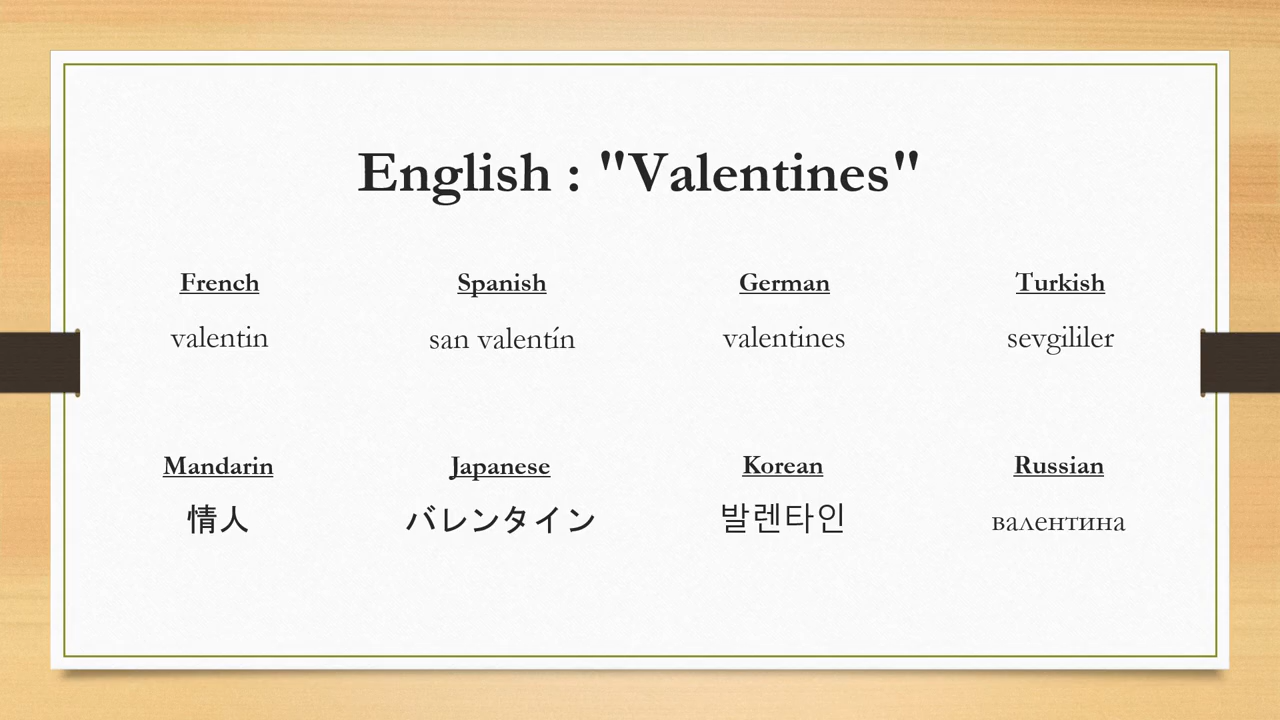 English : "Valentines"
French Spanish German Turkish
valentin san valentín valentines sevgililer
Mandarin Japanese Korean Russian
情人 バレンタイン 발렌타인 валентина